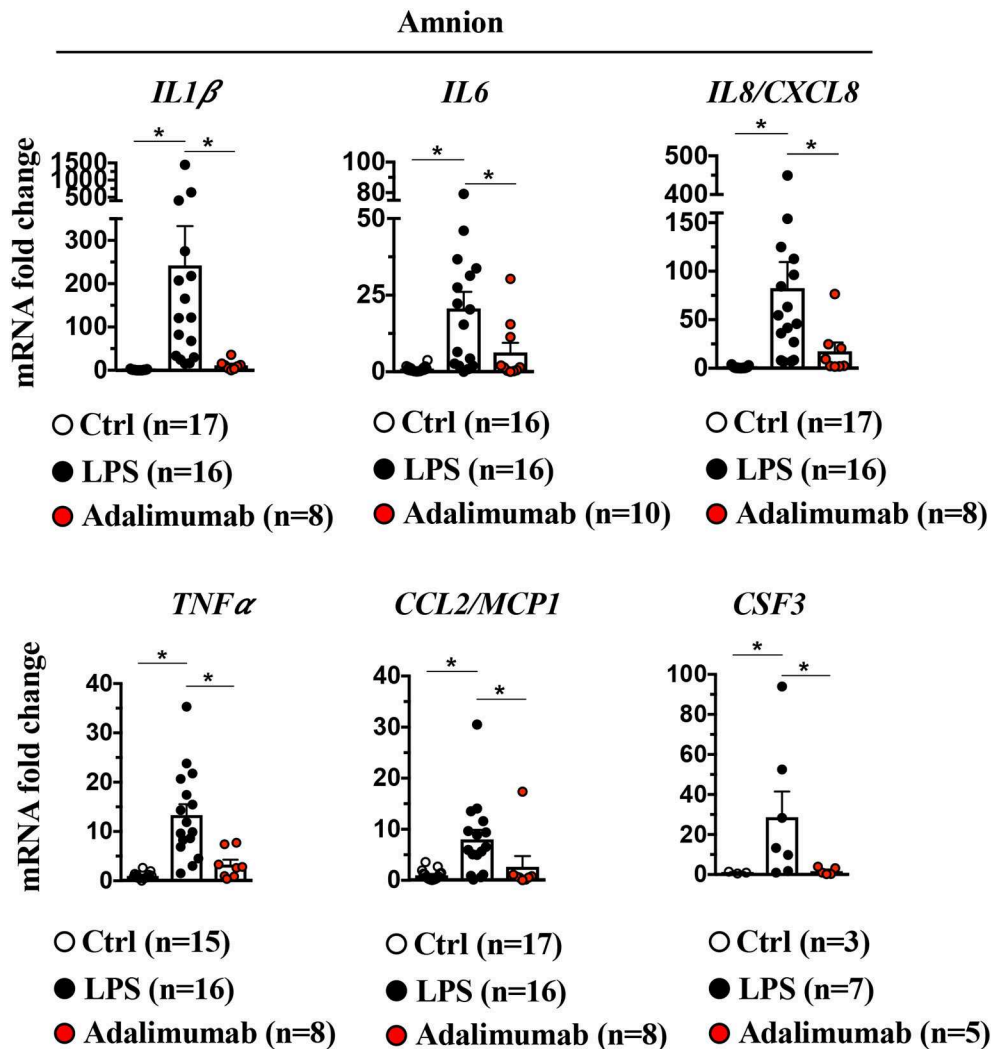 Amnion
IL1β IL6 IL8/CXCL8
* * * * * *
mRNA fold change
1500
1000
500
300
200
100
0
100
80
50
25
0
500
400
150
100
50
0
Ctrl (n=17) Ctrl (n=16) Ctrl (n=17)
LPS (n=16) LPS (n=16) LPS (n=16)
Adalimumab (n=8) Adalimumab (n=10) Adalimumab (n=8)
TNFα CCL2/MCP1 CSF3
* * * * * *
mRNA fold change
40
30
20
10
0
40
30
20
10
0
100
80
60
40
20
0
Ctrl (n=15) Ctrl (n=17) Ctrl (n=3)
LPS (n=16) LPS (n=16) LPS (n=7)
Adalimumab (n=8) Adalimumab (n=8) Adalimumab (n=5)